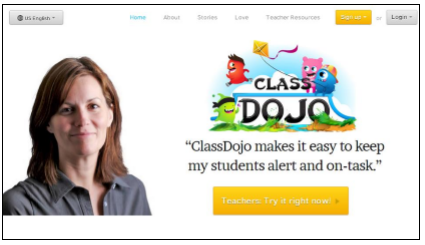 US English
Home About Stories Love Teacher Resources Sign up or Login
CLASS
DOJO
“ClassDojo makes it easy to keep
my students alert and on-task.”
Teachers: Try it right now! »